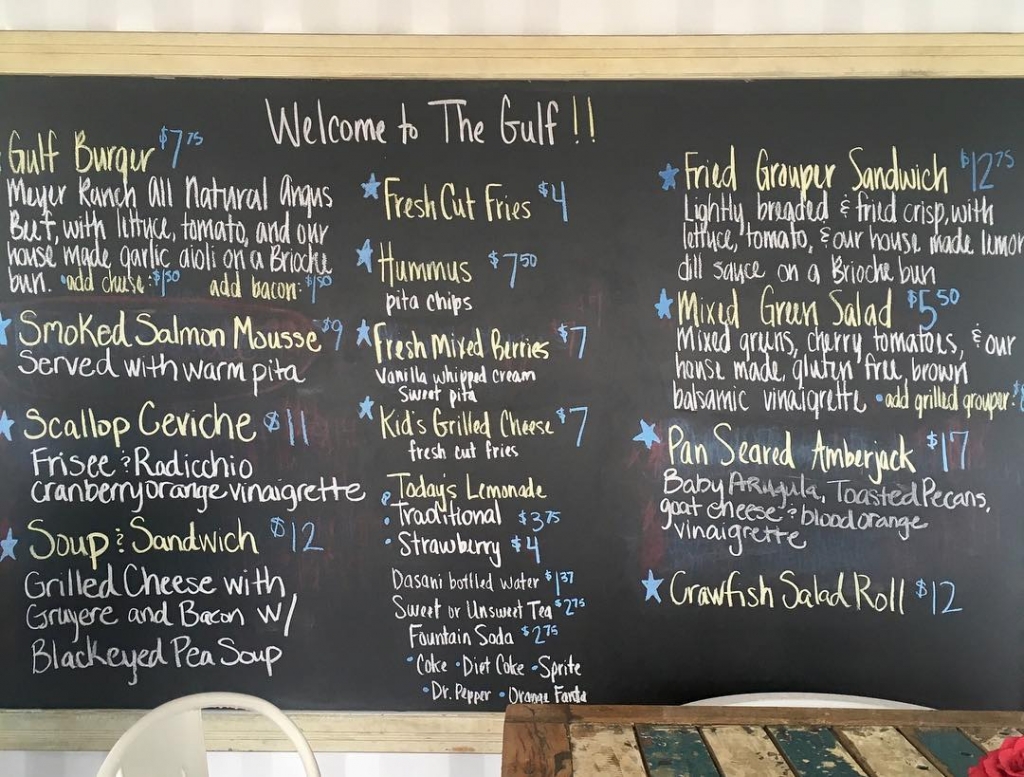 Welcome to The Gulf!!
Gulf Burger $7.75
Meyer Ranch All Natural Angus
Beef, with lettuce, tomato, and our
house made garlic aioli on a Brioche
bun. •add cheese: $1.50 add bacon: $1.50
Smoked Salmon Mousse $9
Served with warm pita
Scallop Ceviche $11
Frisee & Radicchio
cranberry orange vinaigrette
Soup & Sandwich $12
Grilled Cheese with
Gruyere and Bacon w/
Blackeyed Pea Soup
Fresh Cut Fries $4
Hummus $7.50
pita chips
Fresh Mixed Berries $7
Vanilla whipped cream
Sweet pita
Kid's Grilled Cheese $7
fresh cut fries
Today's Lemonade
• Traditional $3.75
• Strawberry $4
Dasani bottled water $1.37
Sweet or Unsweet Tea $2.75
Fountain Soda $2.75
• Coke • Diet Coke • Sprite
• Dr. Pepper • Orange Fanta
Fried Grouper Sandwich $12.75
Lightly breaded & fried crisp, with
lettuce, tomato, & our house made lemon
dill sauce on a Brioche bun
Mixed Green Salad $5.50
Mixed greens, cherry tomatoes, & our
house made, gluten free, brown
balsamic vinaigrette •add grilled grouper: $
Pan Seared Amberjack $17
Baby Arugula, Toasted Pecans,
goat cheese & blood orange
vinaigrette
Crawfish Salad Roll $12